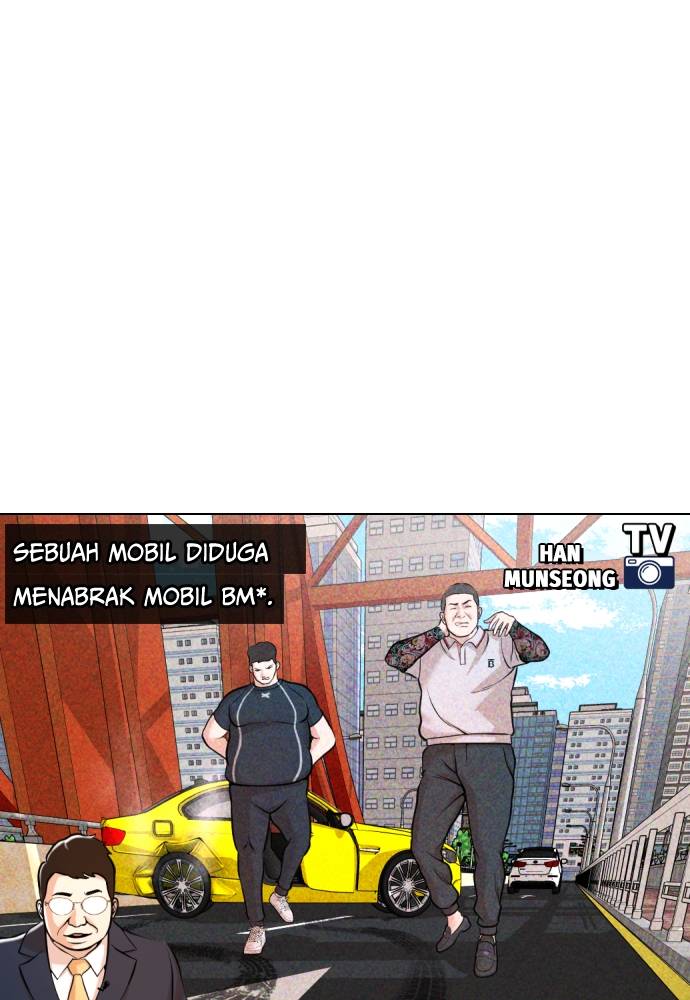 SEBUAH MOBIL DIDUGA
MENABRAK MOBIL BM*.
HAN
MUNSEONG
TV